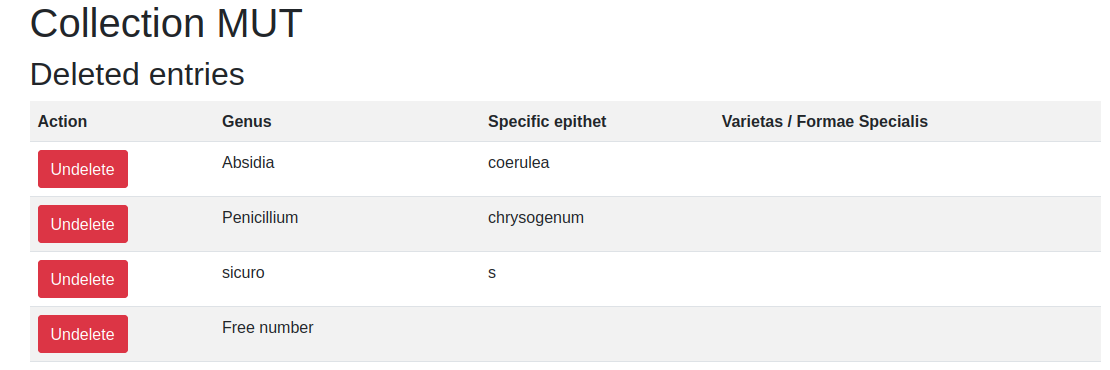 Collection MUT
Deleted entries
Action Genus Specific epithet Varietas / Formae Specialis
Undelete Absidia coerulea
Undelete Penicillium chrysogenum
Undelete sicuro s
Undelete Free number